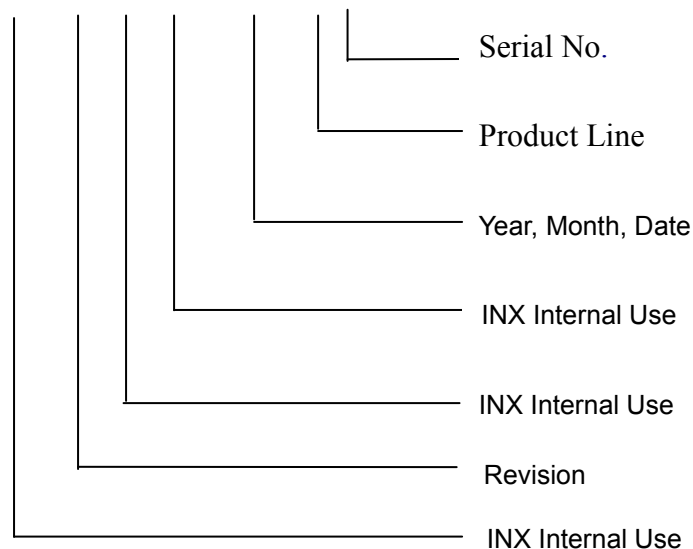 Serial No.
Product Line
Year, Month, Date
INX Internal Use
INX Internal Use
Revision
INX Internal Use